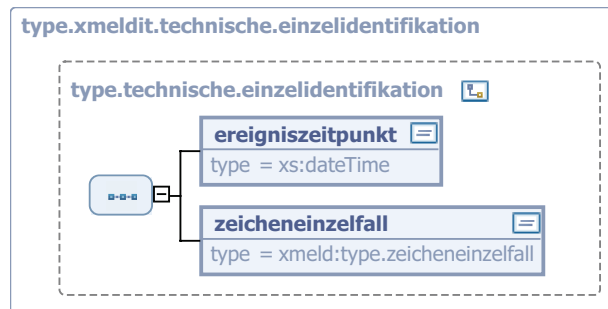 type.xmeldit.technische.einzelidentifikation
type.technische.einzelidentifikation
ereigniszeitpunkt
type = xs:dateTime
zeicheneinzelfall
type = xmeld:type.zeicheneinzelfall